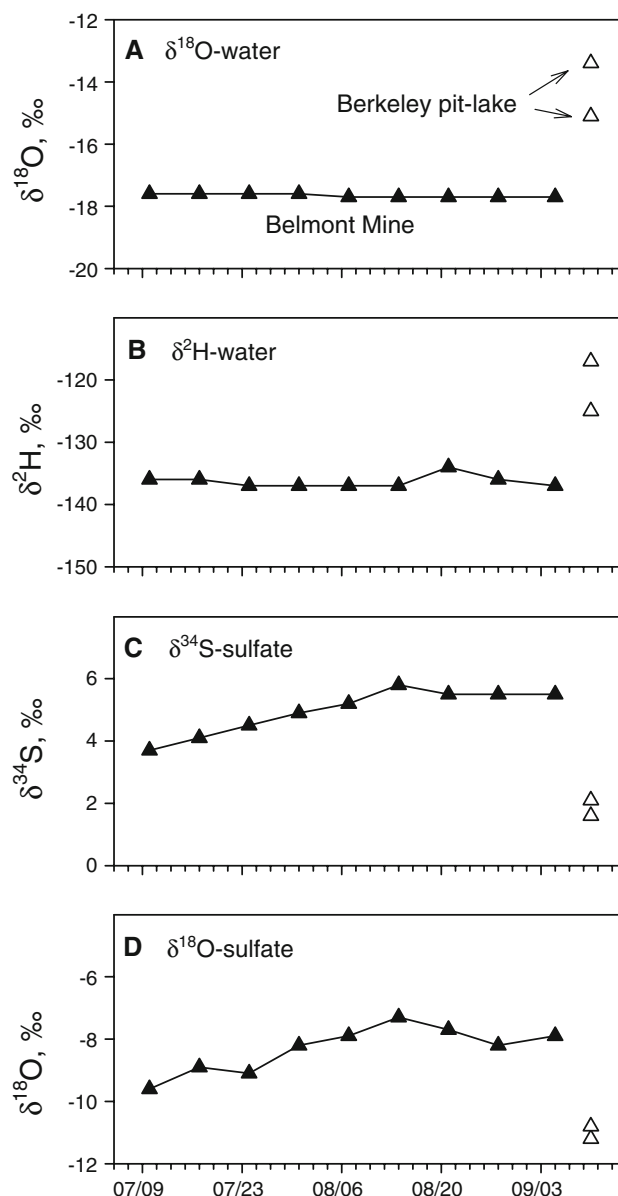 A δ18O-water
-12
-14
-16
-18
-20
δ18O, ‰
Berkeley pit-lake
Belmont Mine
B δ2H-water
-120
-130
-140
-150
δ2H, ‰
C δ34S-sulfate
6
4
2
0
δ34S, ‰
D δ18O-sulfate
-6
-8
-10
-12
δ18O, ‰
07/09 07/23 08/06 08/20 09/03